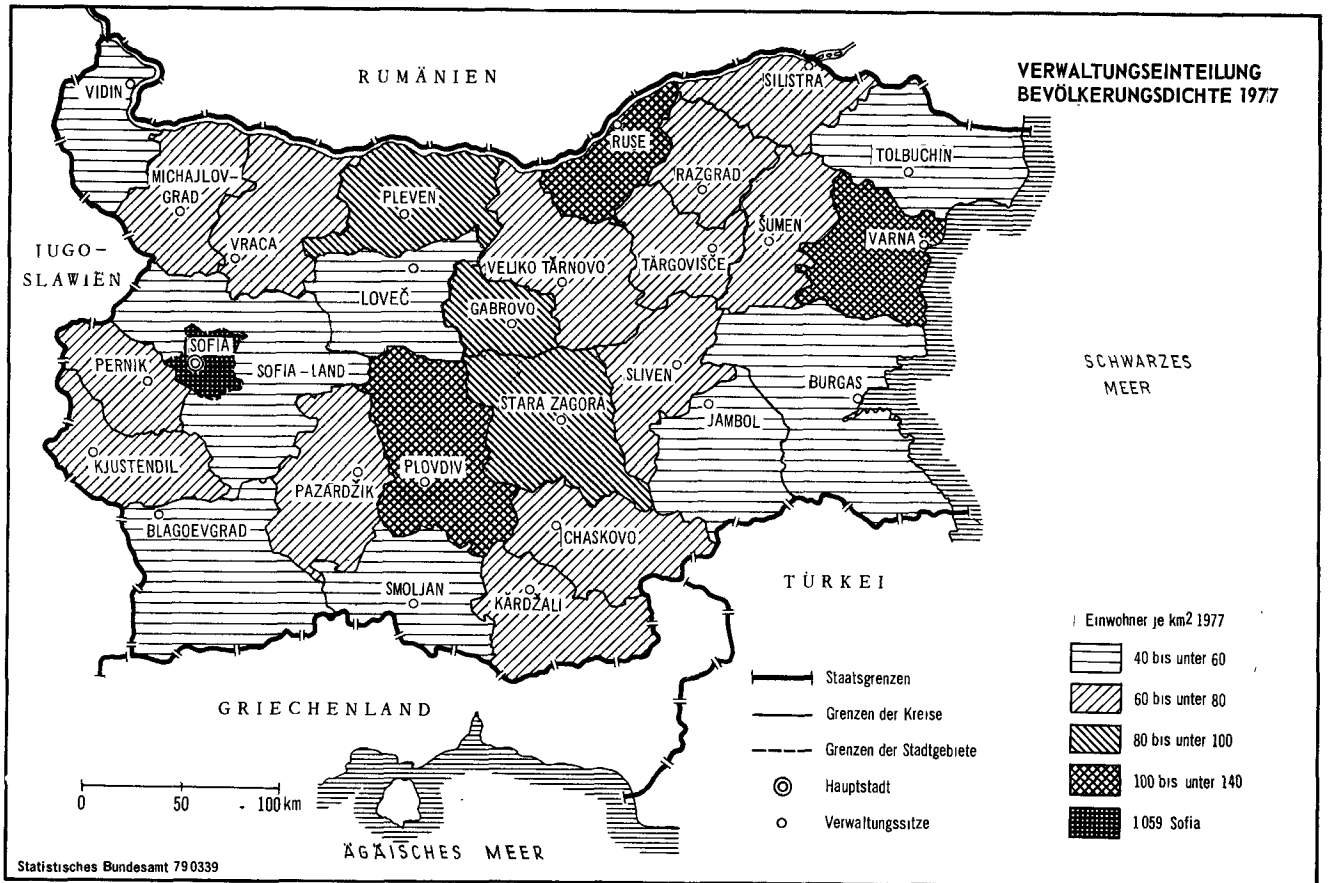 VERWALTUNGSEINTEILUNG
BEVÖLKERUNGSDICHTE 1977
RUMÄNIEN
JUGO-
SLAWIEN
SCHWARZES
MEER
TÜRKEI
GRIECHENLAND
ÄGÄISCHES MEER
VIDIN
MICHAJLOV-
GRAD
VRACA
PLEVEN
RUSE
SILISTRA
RAZGRAD
TOLBUCHIN
ŠUMEN
VARNA
TĂRGOVIŠČE
VELIKO TĂRNOVO
LOVEČ
GABROVO
SOFIA
SOFIA-LAND
PERNIK
SLIVEN
BURGAS
STARA ZAGORA
JAMBOL
KJUSTENDIL
PAZARDŽIK
PLOVDIV
BLAGOEVGRAD
CHASKOVO
SMOLJAN
KĂRDŽALI
Staatsgrenzen
Grenzen der Kreise
Grenzen der Stadtgebiete
Hauptstadt
Verwaltungssitze
Einwohner je km² 1977
40 bis unter 60
60 bis unter 80
80 bis unter 100
100 bis unter 140
1059 Sofia
0 50 100 km
Statistisches Bundesamt 790339